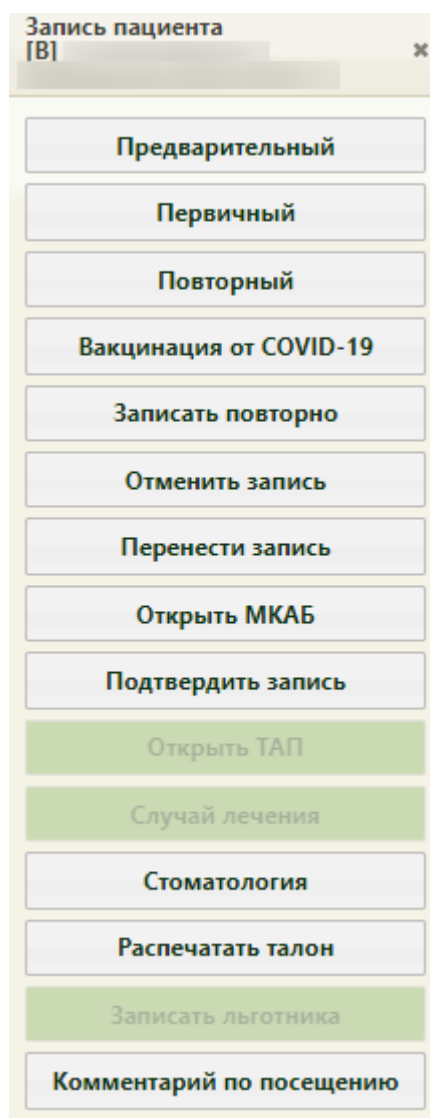 Запись пациента
[В]
Предварительный
Первичный
Повторный
Вакцинация от COVID-19
Записать повторно
Отменить запись
Перенести запись
Открыть МКАБ
Подтвердить запись
Открыть ТАП
Случай лечения
Стоматология
Распечатать талон
Записать льготника
Комментарий по посещению